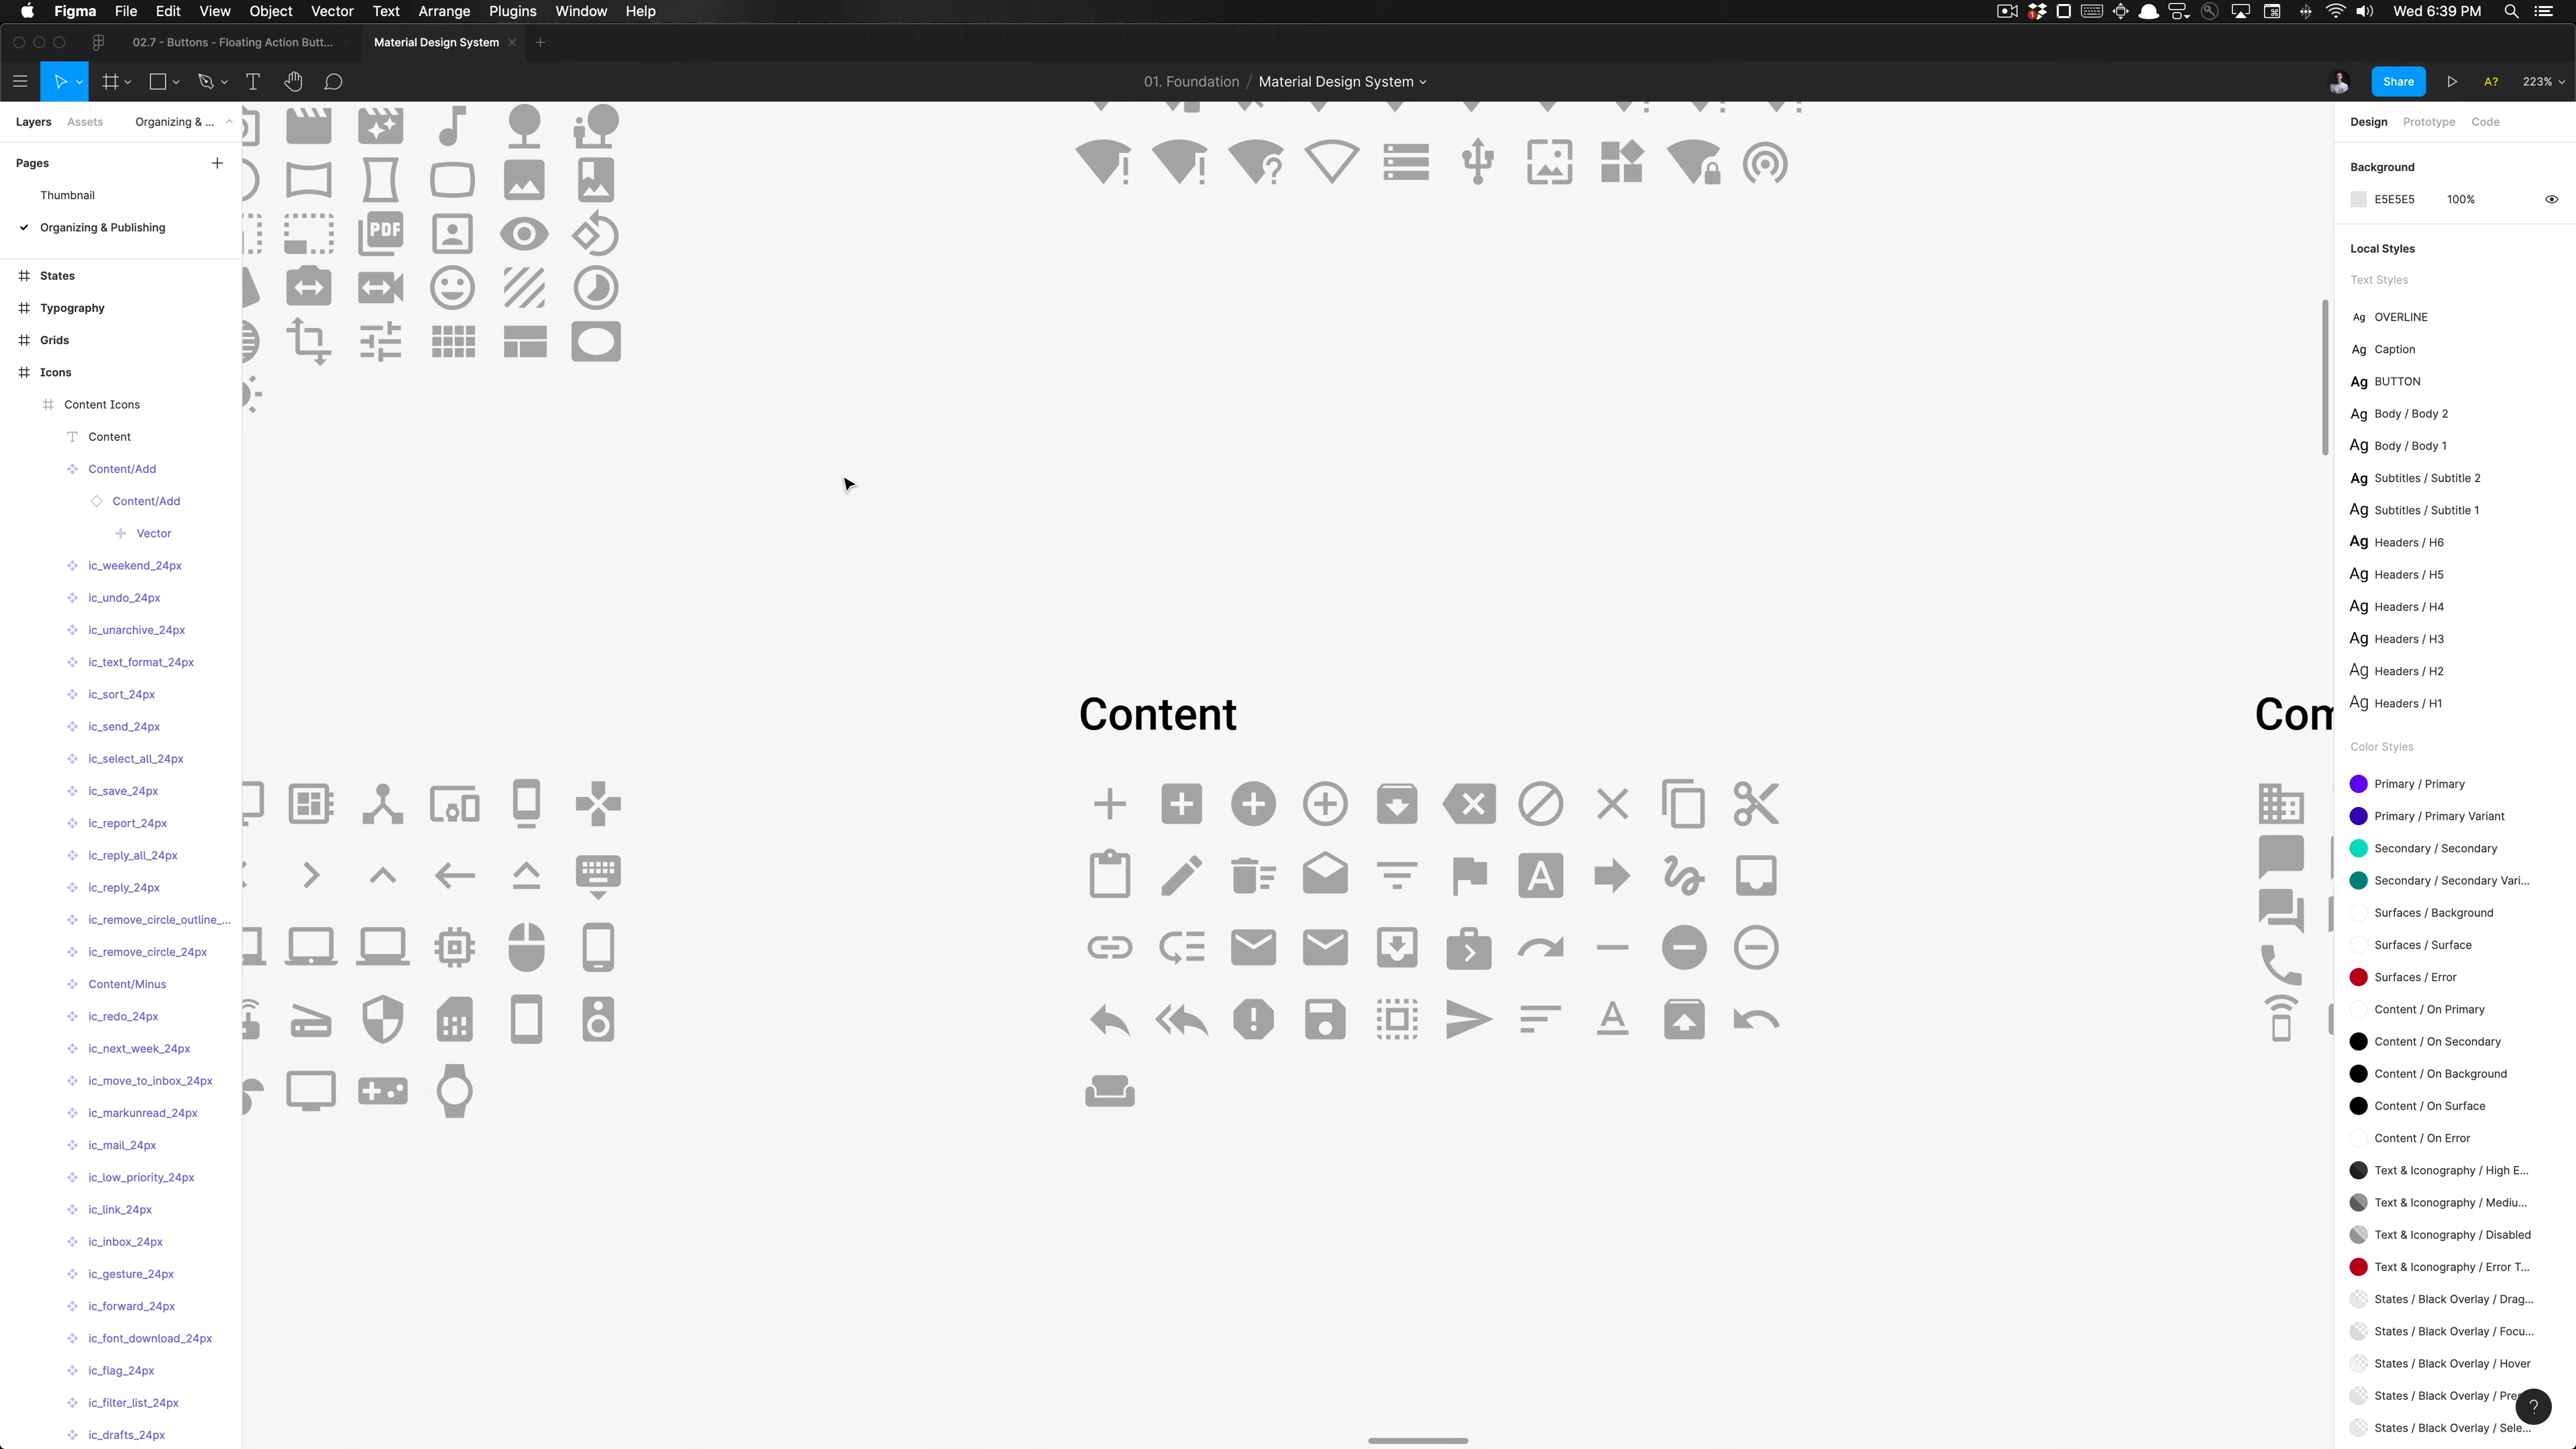 Figma File Edit View Object Vector Text Arrange Plugins Window Help
Wed 6:39 PM
02.7 - Buttons - Floating Action Butt...
Material Design System
01. Foundation / Material Design System
Share
A?
223%
Layers
Assets
Organizing & ...
Pages
Thumbnail
Organizing & Publishing
States
Typography
Grids
Icons
Content Icons
Content
Content/Add
Content/Add
Vector
ic_weekend_24px
ic_undo_24px
ic_unarchive_24px
ic_text_format_24px
ic_sort_24px
ic_send_24px
ic_select_all_24px
ic_save_24px
ic_report_24px
ic_reply_all_24px
ic_reply_24px
ic_remove_circle_outline_...
ic_remove_circle_24px
Content/Minus
ic_redo_24px
ic_next_week_24px
ic_move_to_inbox_24px
ic_markunread_24px
ic_mail_24px
ic_low_priority_24px
ic_link_24px
ic_inbox_24px
ic_gesture_24px
ic_forward_24px
ic_font_download_24px
ic_flag_24px
ic_filter_list_24px
ic_drafts_24px
PDF
Content
Com
A
A
Design
Prototype
Code
Background
E5E5E5
100%
Local Styles
Text Styles
Ag OVERLINE
Ag Caption
Ag BUTTON
Ag Body / Body 2
Ag Body / Body 1
Ag Subtitles / Subtitle 2
Ag Subtitles / Subtitle 1
Ag Headers / H6
Ag Headers / H5
Ag Headers / H4
Ag Headers / H3
Ag Headers / H2
Ag Headers / H1
Color Styles
Primary / Primary
Primary / Primary Variant
Secondary / Secondary
Secondary / Secondary Vari...
Surfaces / Background
Surfaces / Surface
Surfaces / Error
Content / On Primary
Content / On Secondary
Content / On Background
Content / On Surface
Content / On Error
Text & Iconography / High E...
Text & Iconography / Mediu...
Text & Iconography / Disabled
Text & Iconography / Error T...
States / Black Overlay / Drag...
States / Black Overlay / Focu...
States / Black Overlay / Hover
States / Black Overlay / Pre
States / Black Overlay / Sele...
?